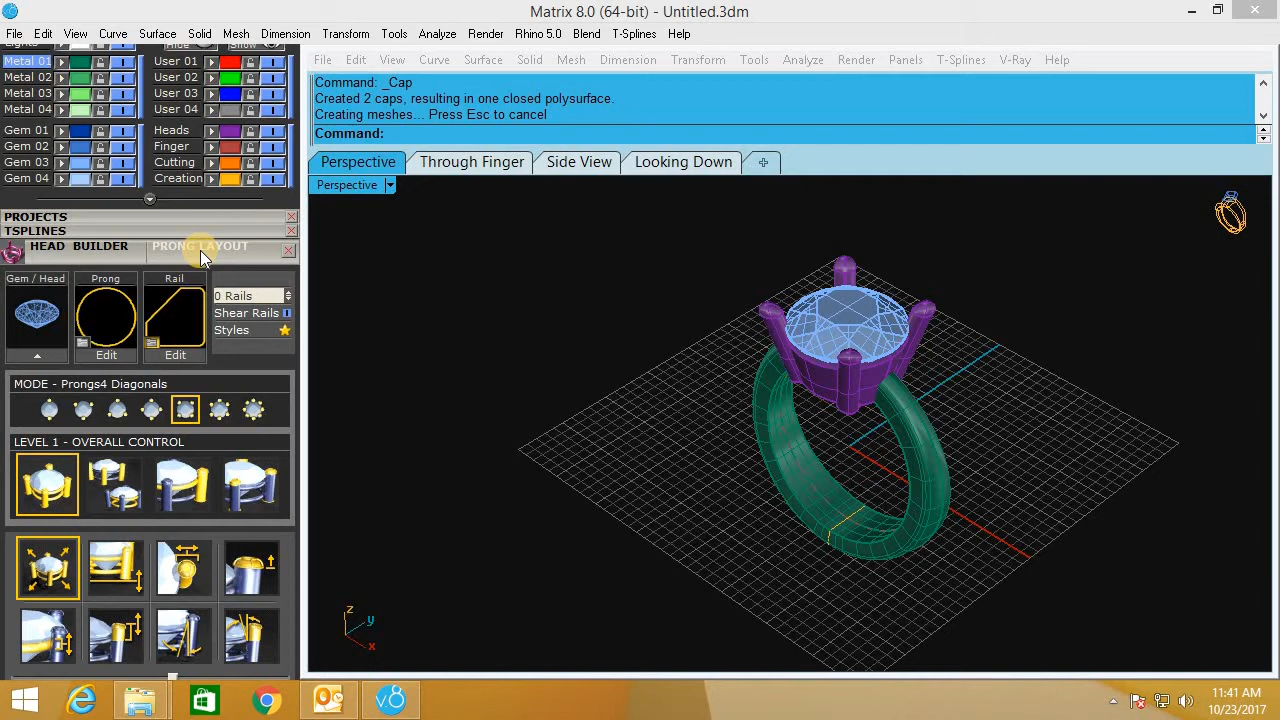 Matrix 8.0 (64-bit) - Untitled.3dm
File Edit View Curve Surface Solid Mesh Dimension Transform Tools Analyze Render Rhino 5.0 Blend T-Splines Help
Lights Hide Show
Metal 01 User 01
Metal 02 User 02
Metal 03 User 03
Metal 04 User 04
Gem 01 Heads
Gem 02 Finger
Gem 03 Cutting
Gem 04 Creation
PROJECTS
TSPLINES
HEAD BUILDER PRONG LAYOUT
Gem / Head Prong Rail
0 Rails
Shear Rails
Styles
Edit Edit
MODE - Prongs4 Diagonals
LEVEL 1 - OVERALL CONTROL
File Edit View Curve Surface Solid Mesh Dimension Transform Tools Analyze Render Panels T-Splines V-Ray Help
Command: _Cap
Created 2 caps, resulting in one closed polysurface.
Creating meshes... Press Esc to cancel
Command:
Perspective Through Finger Side View Looking Down
Perspective
z
y
x
v8
11:41 AM
10/23/2017